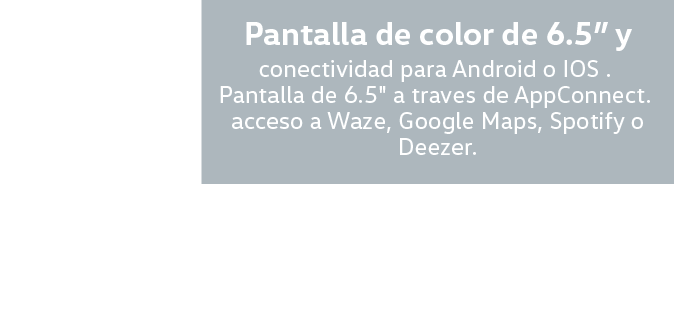 Pantalla de color de 6.5” y
conectividad para Android o IOS .
Pantalla de 6.5" a traves de AppConnect.
acceso a Waze, Google Maps, Spotify o
Deezer.